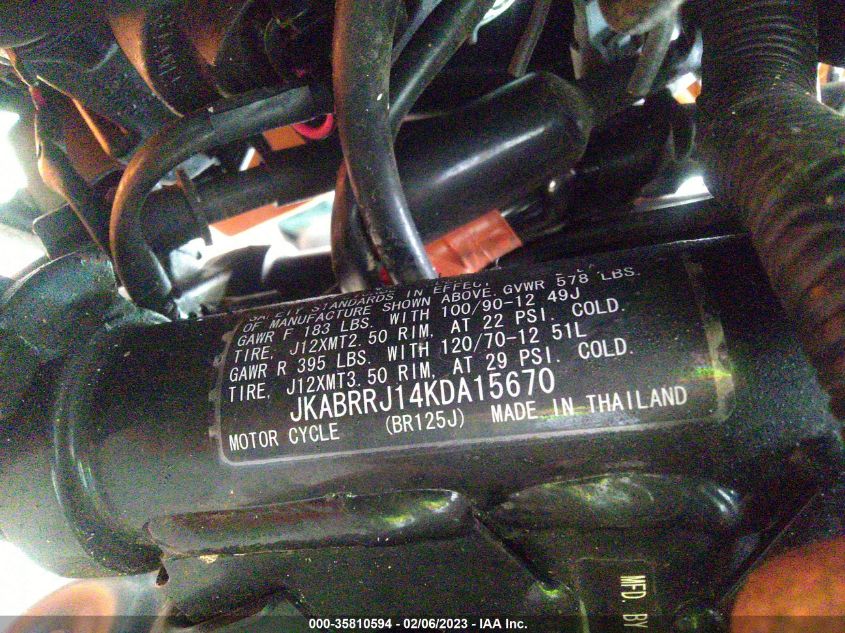 SAFETY STANDARDS IN EFFECT
OF MANUFACTURE SHOWN ABOVE. GVWR 578 LBS.
GAWR F 183 LBS. WITH 100/90-12 49J
TIRE, J12XMT2.50 RIM, AT 22 PSI. COLD.
GAWR R 395 LBS. WITH 120/70-12 51L
TIRE, J12XMT3.50 RIM, AT 29 PSI. COLD.
JKABRRJ14KDA15670
MOTOR CYCLE (BR125J) MADE IN THAILAND
MFD. BY
000-35810594 - 02/06/2023 - IAA Inc.